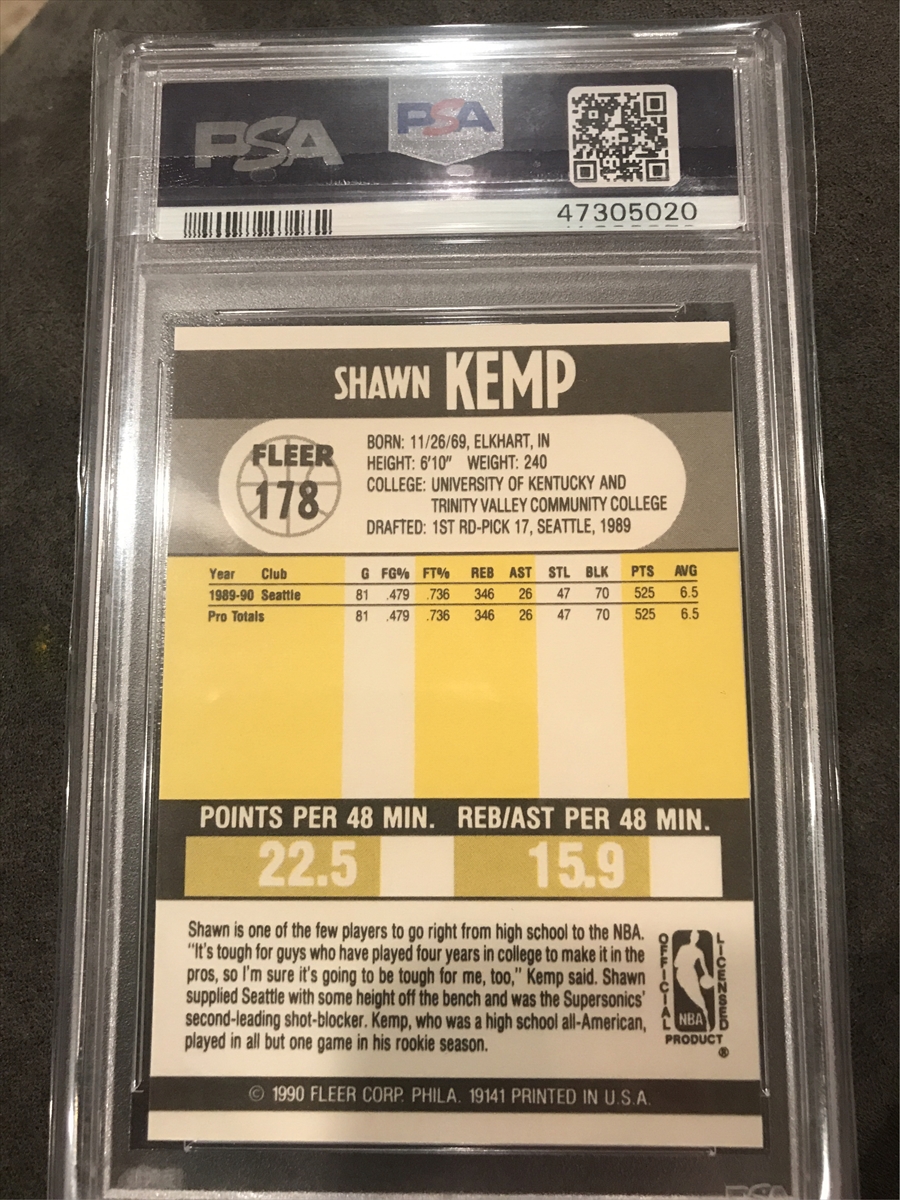 PSA PSA
47305020
SHAWN KEMP
FLEER
178
BORN: 11/26/69, ELKHART, IN
HEIGHT: 6'10" WEIGHT: 240
COLLEGE: UNIVERSITY OF KENTUCKY AND
TRINITY VALLEY COMMUNITY COLLEGE
DRAFTED: 1ST RD-PICK 17, SEATTLE, 1989
Year Club G FG% FT% REB AST STL BLK PTS AVG
1989-90 Seattle 81 .479 .736 346 26 47 70 525 6.5
Pro Totals 81 .479 .736 346 26 47 70 525 6.5
POINTS PER 48 MIN. REB/AST PER 48 MIN.
22.5 15.9
Shawn is one of the few players to go right from high school to the NBA.
"It's tough for guys who have played four years in college to make it in the
pros, so I'm sure it's going to be tough for me, too," Kemp said. Shawn
supplied Seattle with some height off the bench and was the Supersonics'
second-leading shot-blocker. Kemp, who was a high school all-American,
played in all but one game in his rookie season.
OFFICIAL
LICENSED
NBA
PRODUCT
®
© 1990 FLEER CORP. PHILA. 19141 PRINTED IN U.S.A.
PSA